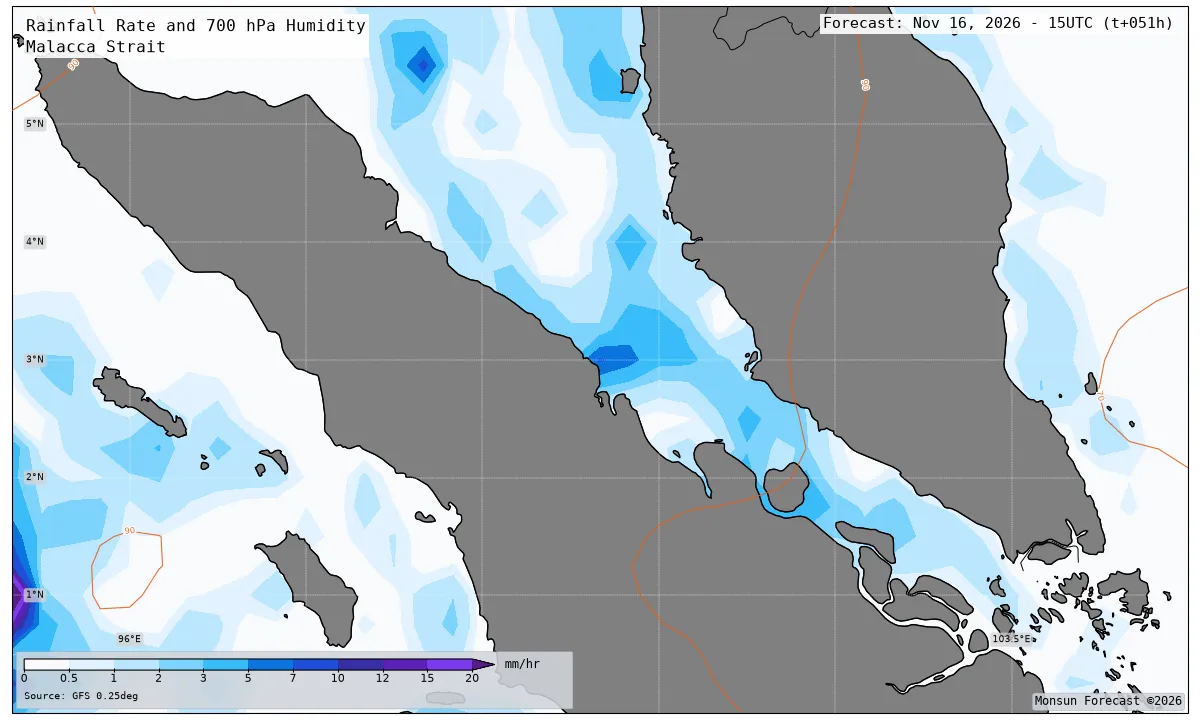 Rainfall Rate and 700 hPa Humidity
Malacca Strait
Forecast: Nov 16, 2026 - 15UTC (t+051h)
90
5°N
4°N
3°N
70
2°N
90
1°N
96°E
103.5°E
mm/hr
0 0.5 1 2 3 5 7 10 12 15 20
Source: GFS 0.25deg
Monsun Forecast ©2026